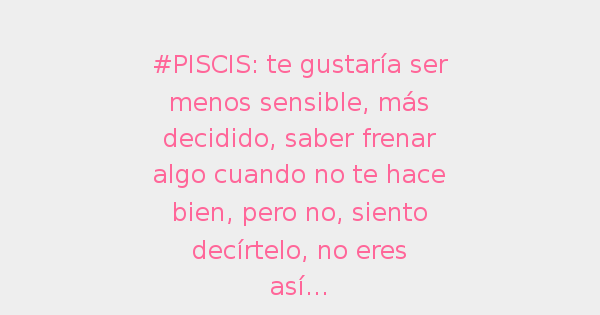 #PISCIS: te gustaría ser
menos sensible, más
decidido, saber frenar
algo cuando no te hace
bien, pero no, siento
decírtelo, no eres
así...